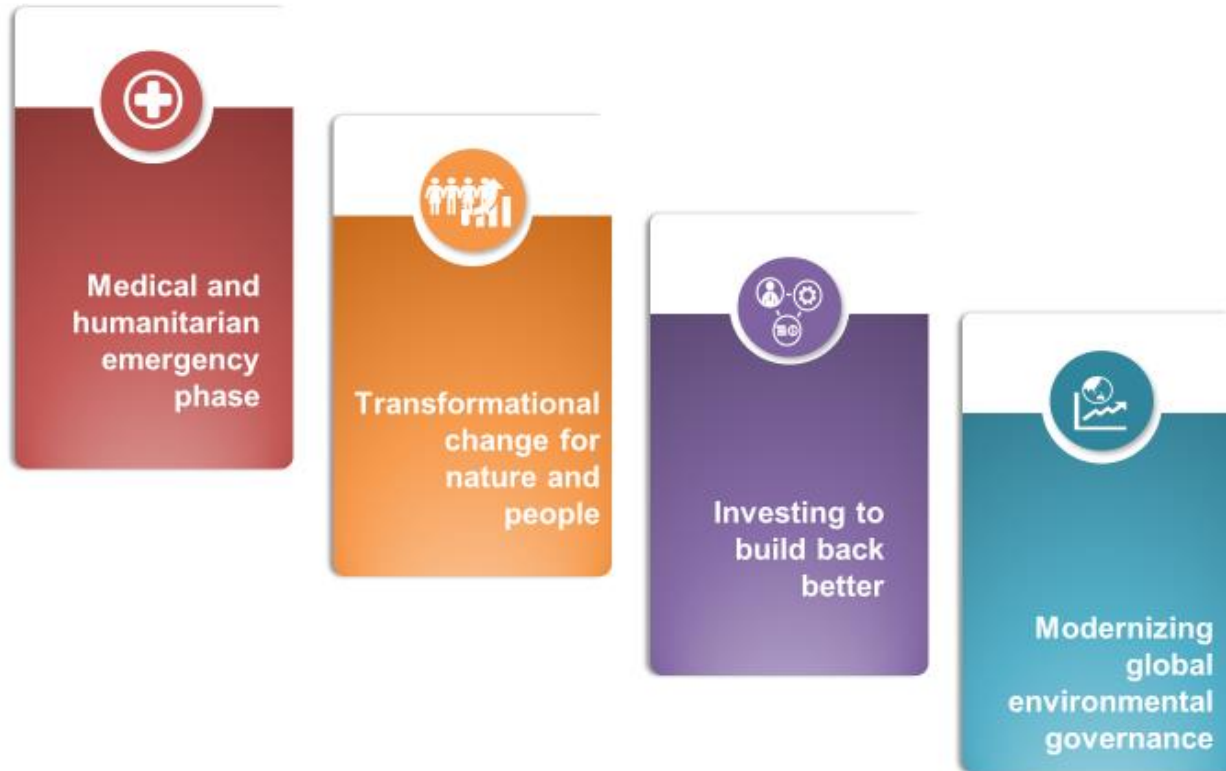 Medical and
humanitarian
emergency
phase
Transformational
change for
nature and
people
Investing to
build back
better
Modernizing
global
environmental
governance